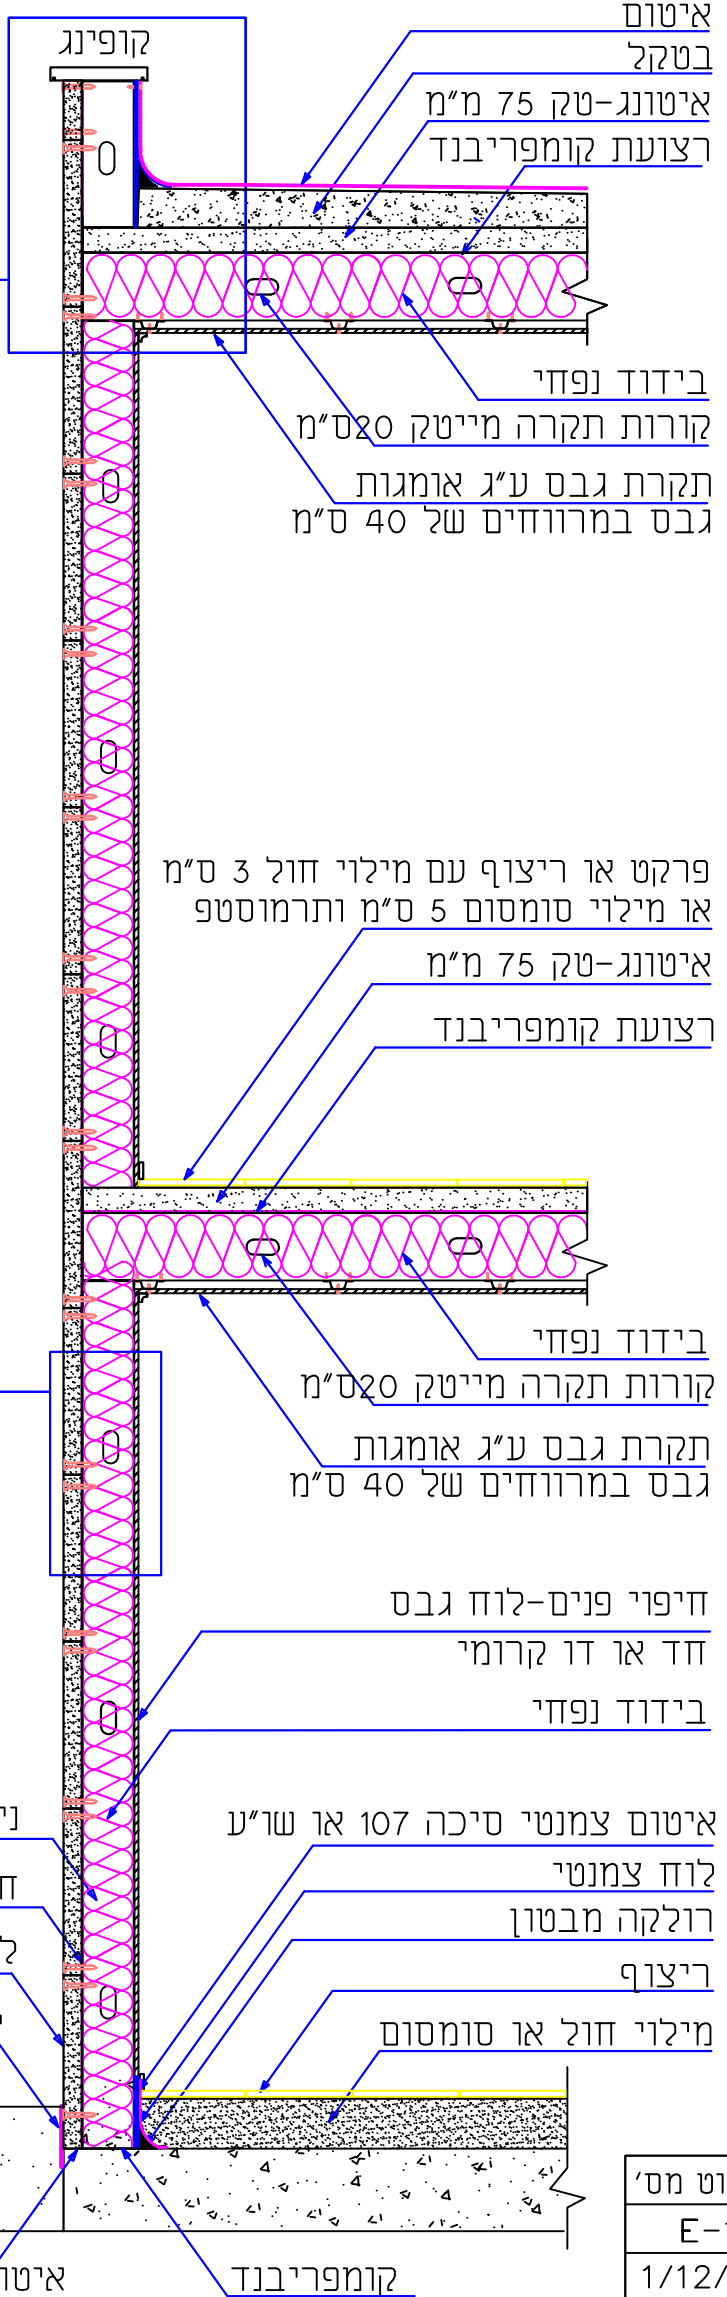 איטום
קופינג
בטקל
איטונג-טק 75 מ"מ
רצועת קומפריבנד
בידוד נפחי
קורות תקרה מייטק 20ס"מ
תקרת גבס ע"ג אומגות
גבס במרווחים של 40 ס"מ
פרקט או ריצוף עם מילוי חול 3 ס"מ
או מילוי סומסום 5 ס"מ ותרמוסטפ
איטונג-טק 75 מ"מ
רצועת קומפריבנד
בידוד נפחי
קורות תקרה מייטק 20ס"מ
תקרת גבס ע"ג אומגות
גבס במרווחים של 40 ס"מ
חיפוי פנים-לוח גבס
חד או דו קרומי
בידוד נפחי
איטום צמנטי סיכה 107 או שו"ע
לוח צמנטי
רולקה מבטון
ריצוף
מילוי חול או סומסום
וט מס'
E-
1/12/
קומפריבנד
איטו